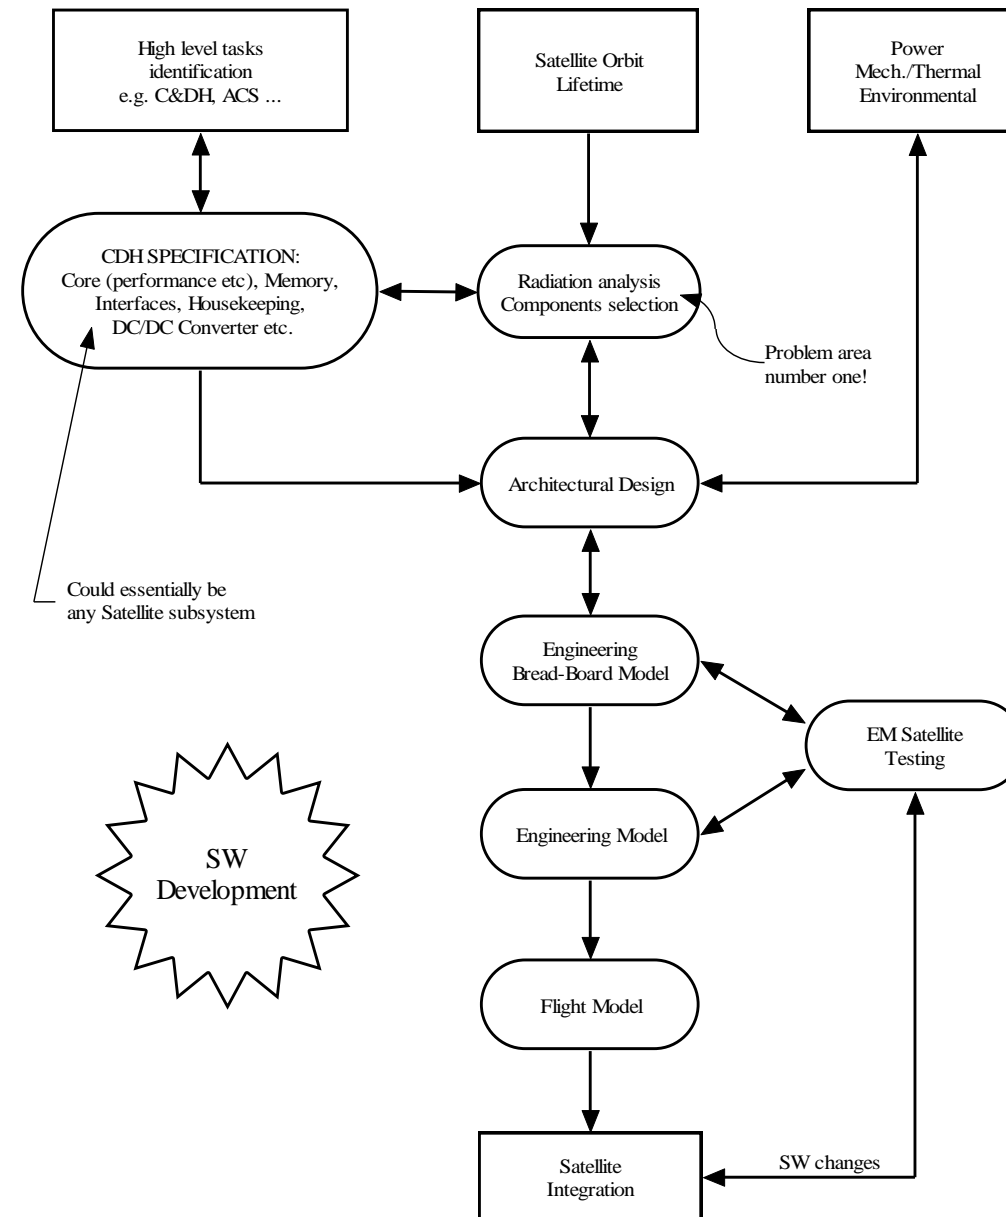 High level tasks
identification
e.g. C&DH, ACS ...
Satellite Orbit
Lifetime
Power
Mech./Thermal
Environmental
CDH SPECIFICATION:
Core (performance etc), Memory,
Interfaces, Housekeeping,
DC/DC Converter etc.
Radiation analysis
Components selection
Problem area
number one!
Architectural Design
Could essentially be
any Satellite subsystem
Engineering
Bread-Board Model
EM Satellite
Testing
SW
Development
Engineering Model
Flight Model
Satellite
Integration
SW changes